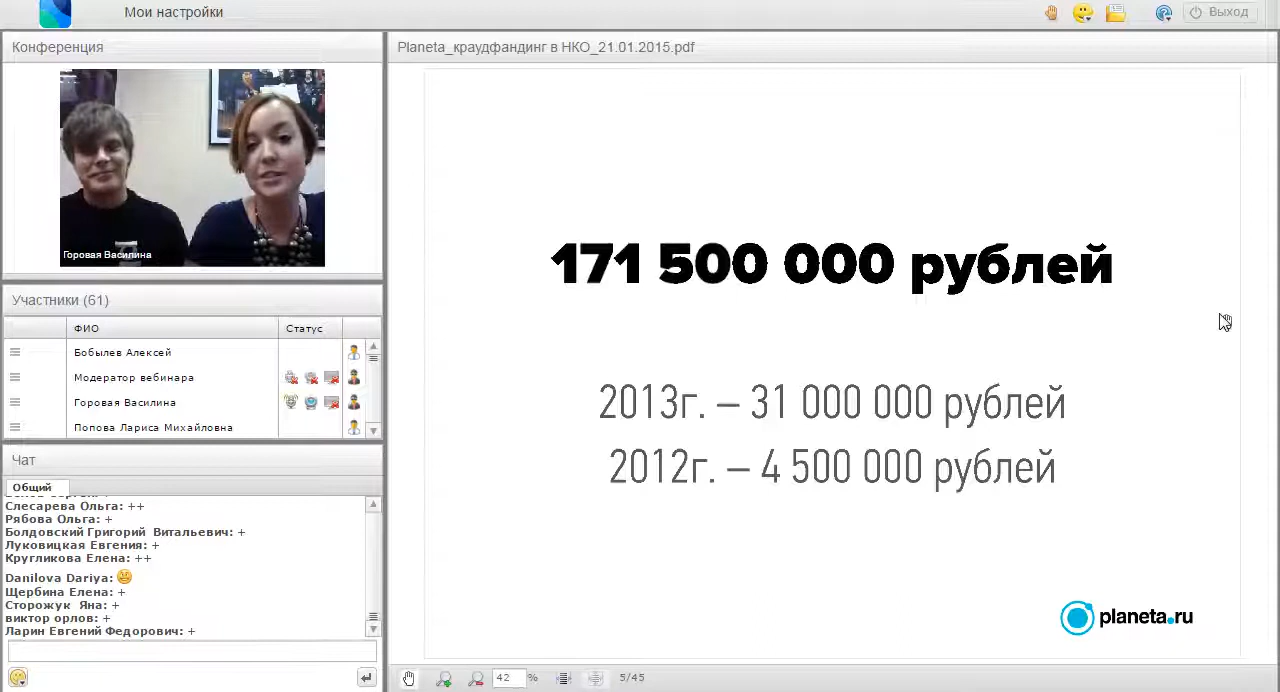 Мои настройки
Выход
Конференция
Горовая Василина
Участники (61)
ФИО
Статус
Бобылев Алексей
Модератор вебинара
Горовая Василина
Попова Лариса Михайловна
Чат
Общий
Слесарева Ольга: ++
Рябова Ольга: +
Болдовский Григорий Витальевич: +
Луковицкая Евгения: +
Кругликова Елена: ++
Danilova Dariya:
Щербина Елена: +
Сторожук Яна: +
виктор орлов: +
Ларин Евгений Федорович: +
Planeta_краудфандинг в НКО_21.01.2015.pdf
171 500 000 рублей
2013г. – 31 000 000 рублей
2012г. – 4 500 000 рублей
planeta.ru
42 %
5/45